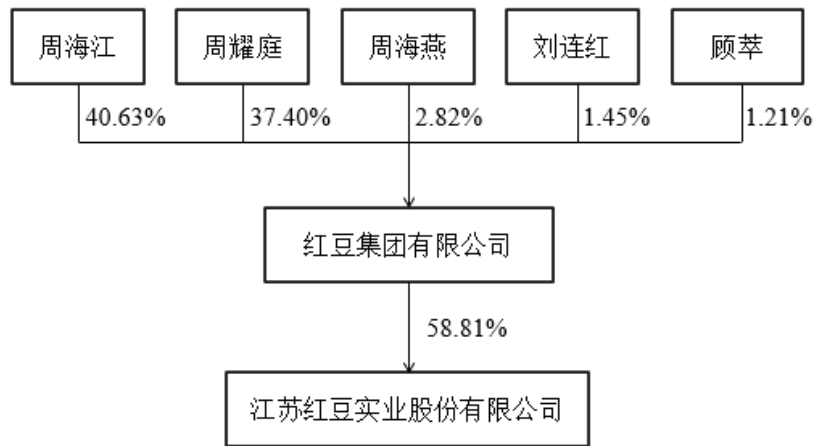 周海江 周耀庭 周海燕 刘连红 顾萃
40.63% 37.40% 2.82% 1.45% 1.21%
红豆集团有限公司
58.81%
江苏红豆实业股份有限公司